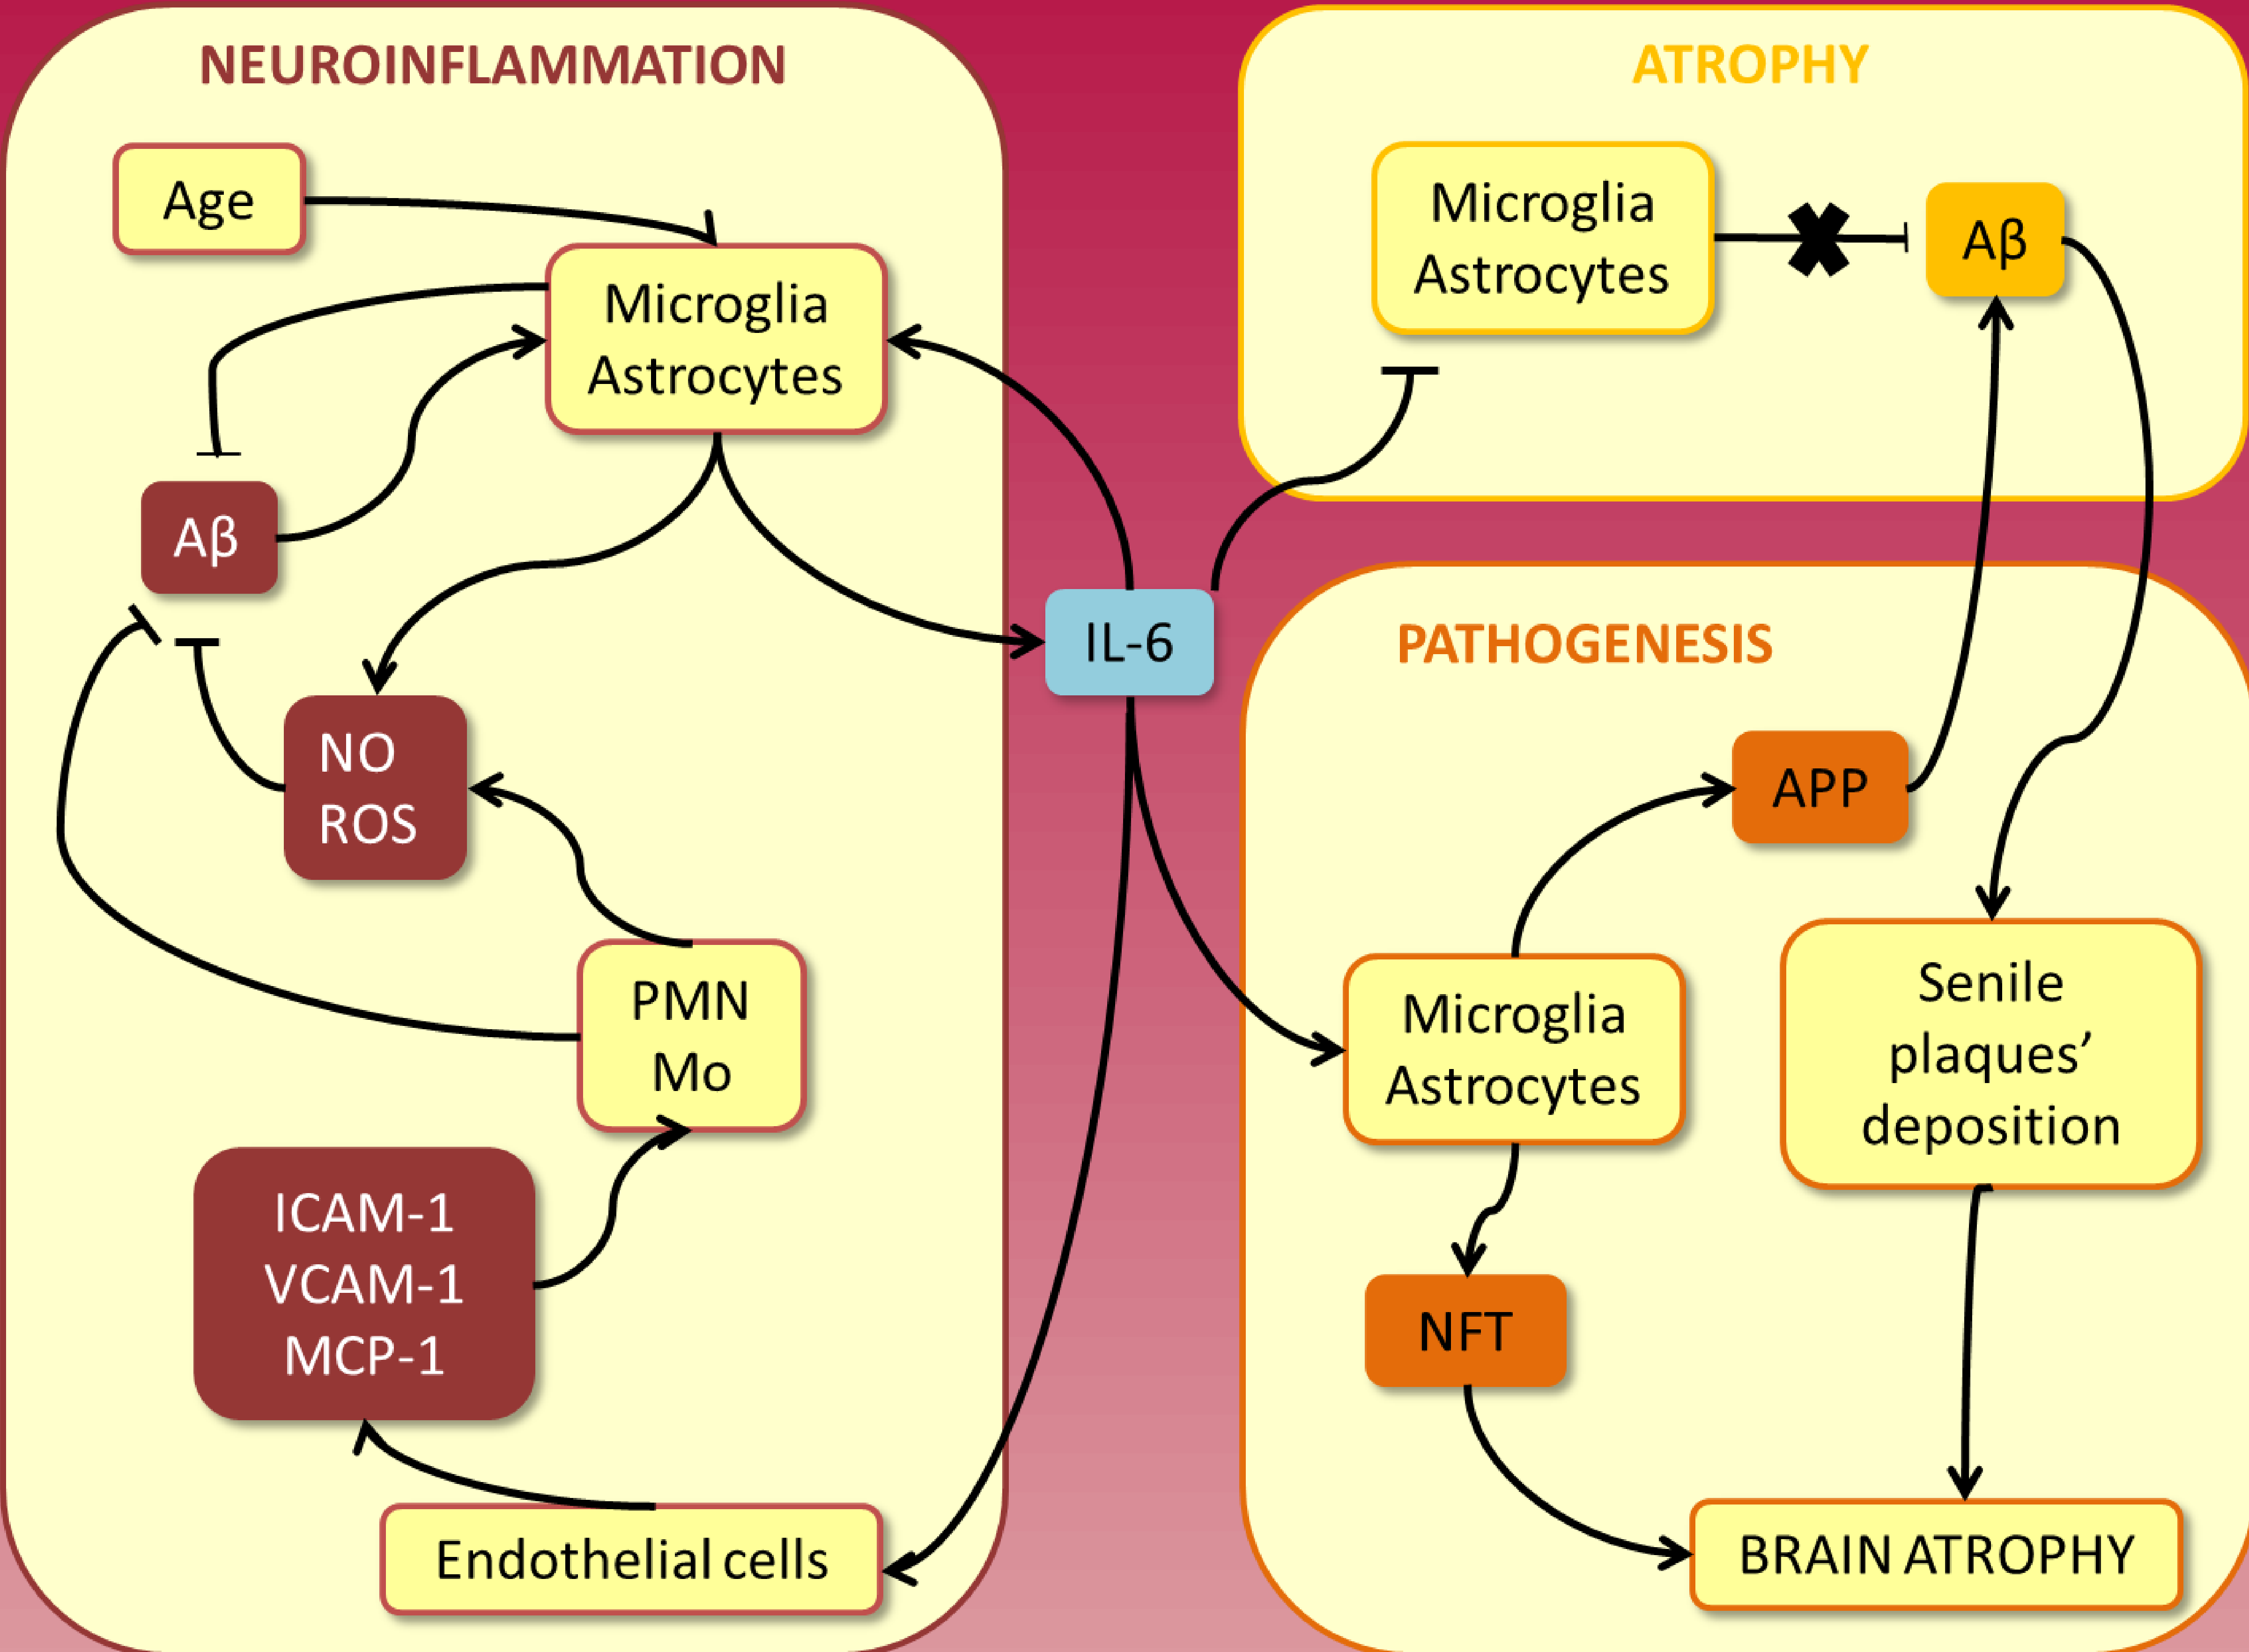 NEUROINFLAMMATION
Age
Microglia
Astrocytes
Aβ
NO
ROS
PMN
Mo
ICAM-1
VCAM-1
MCP-1
Endothelial cells
IL-6
ATROPHY
Microglia
Astrocytes
Aβ
PATHOGENESIS
APP
Microglia
Astrocytes
Senile
plaques’
deposition
NFT
BRAIN ATROPHY